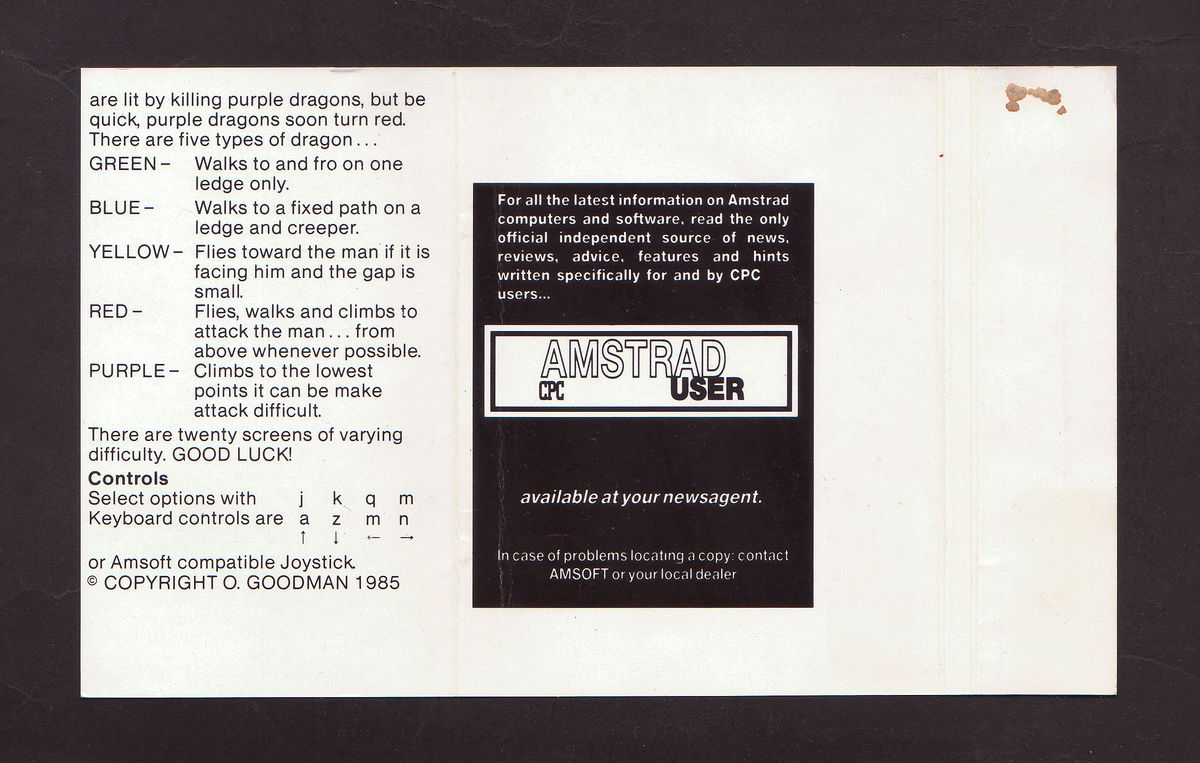 are lit by killing purple dragons, but be
quick, purple dragons soon turn red.
There are five types of dragon...
GREEN – Walks to and fro on one
ledge only.
BLUE – Walks to a fixed path on a
ledge and creeper.
YELLOW – Flies toward the man if it is
facing him and the gap is
small.
RED – Flies, walks and climbs to
attack the man... from
above whenever possible.
PURPLE – Climbs to the lowest
points it can be make
attack difficult.
There are twenty screens of varying
difficulty. GOOD LUCK!
Controls
Select options with j k q m
Keyboard controls are a z m n
↑ ↓ ← →
or Amsoft compatible Joystick.
© COPYRIGHT O. GOODMAN 1985
For all the latest information on Amstrad
computers and software, read the only
official independent source of news,
reviews, advice, features and hints
written specifically for and by CPC
users...
AMSTRAD
CPC USER
available at your newsagent.
In case of problems locating a copy: contact
AMSOFT or your local dealer